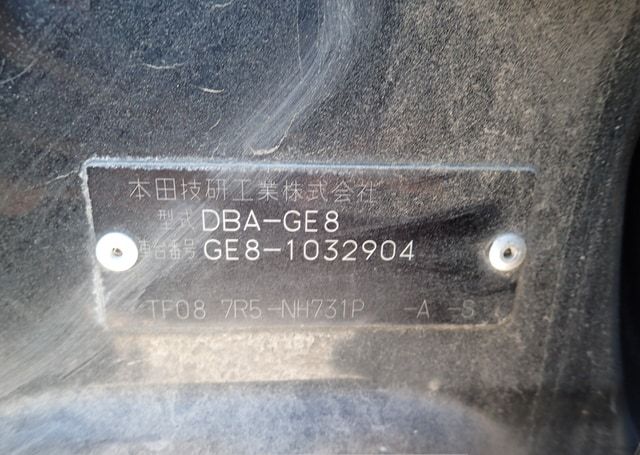 本田技研工業株式会社
型式 DBA-GE8
車台番号 GE8-1032904
TF08 7R5-NH731P -A -S